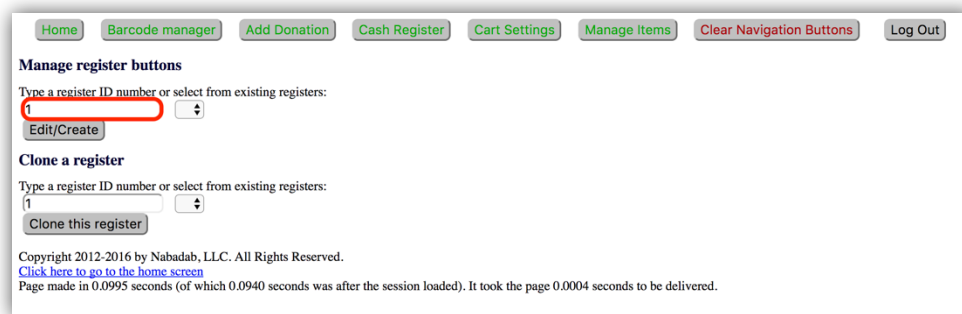 Home Barcode manager Add Donation Cash Register Cart Settings Manage Items Clear Navigation Buttons Log Out
Manage register buttons
Type a register ID number or select from existing registers:
1
Edit/Create
Clone a register
Type a register ID number or select from existing registers:
1
Clone this register
Copyright 2012-2016 by Nabadab, LLC. All Rights Reserved.
Click here to go to the home screen
Page made in 0.0995 seconds (of which 0.0940 seconds was after the session loaded). It took the page 0.0004 seconds to be delivered.